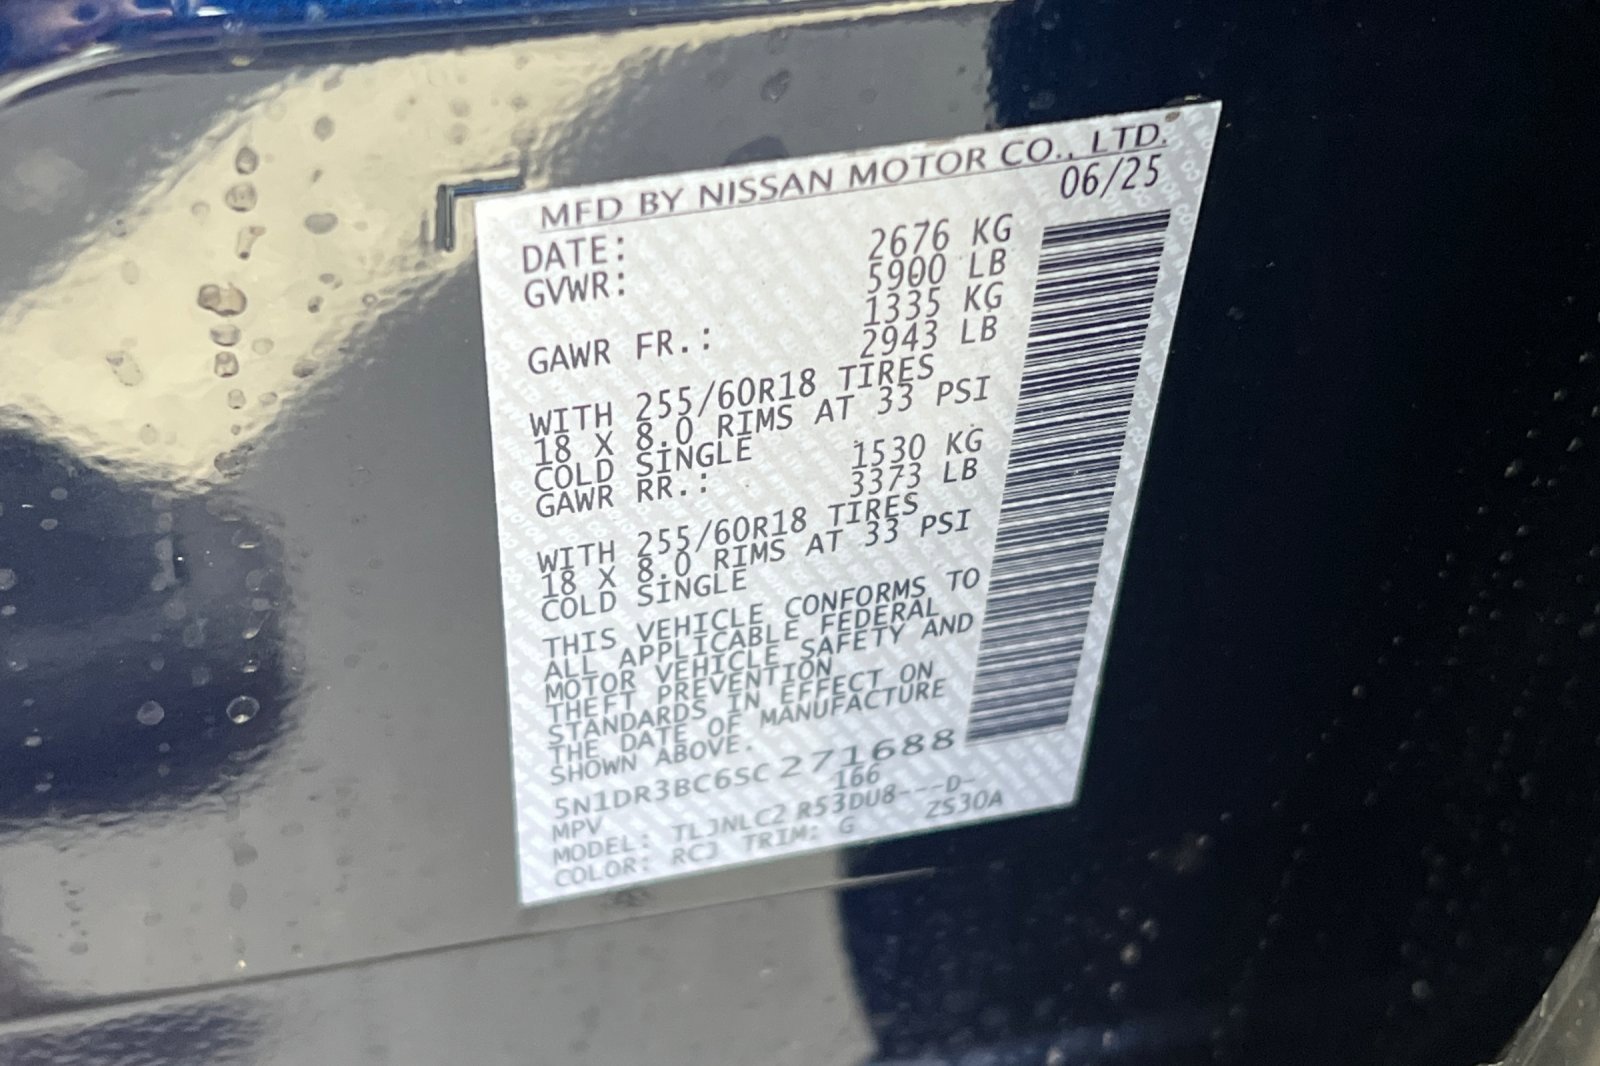 MFD BY NISSAN MOTOR CO., LTD.
DATE: 06/25
GVWR: 2676 KG
5900 LB
GAWR FR.: 1335 KG
2943 LB
WITH 255/60R18 TIRES
18 X 8.0 RIMS AT 33 PSI
COLD SINGLE
GAWR RR.: 1530 KG
3373 LB
WITH 255/60R18 TIRES
18 X 8.0 RIMS AT 33 PSI
COLD SINGLE
THIS VEHICLE CONFORMS TO
ALL APPLICABLE FEDERAL
MOTOR VEHICLE SAFETY AND
THEFT PREVENTION
STANDARDS IN EFFECT ON
THE DATE OF MANUFACTURE
SHOWN ABOVE.
5N1DR3BC6SC271688
MPV 166
MODEL: TLJNLC2 R53DU8---D-
COLOR: RCJ TRIM: G ZS30A